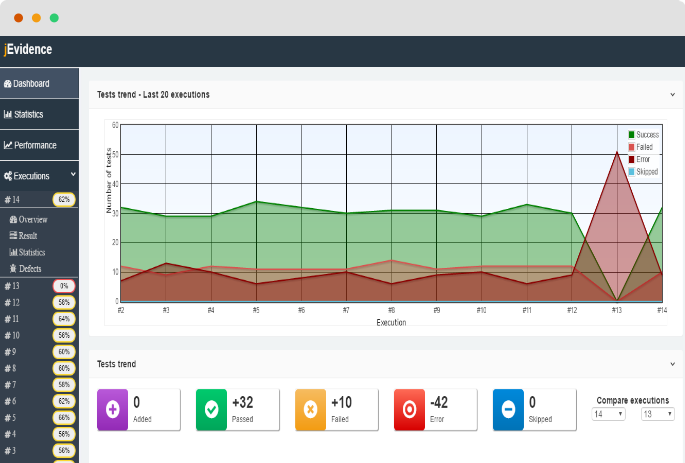 jEvidence
Dashboard
Statistics
Performance
Executions
# 14 62%
Overview
Result
Statistics
Defects
# 13 0%
# 12 58%
# 11 64%
# 10 56%
# 9 60%
# 8 60%
# 7 58%
# 6 62%
# 5 66%
# 4 56%
# 3 56%
Tests trend - Last 20 executions
Number of tests
60
50
40
30
20
10
0
#2 #3 #4 #5 #6 #7 #8 #9 #10 #11 #12 #13 #14
Execution
Success
Failed
Error
Skipped
Tests trend
0
Added
+32
Passed
+10
Failed
-42
Error
0
Skipped
Compare executions
14 13